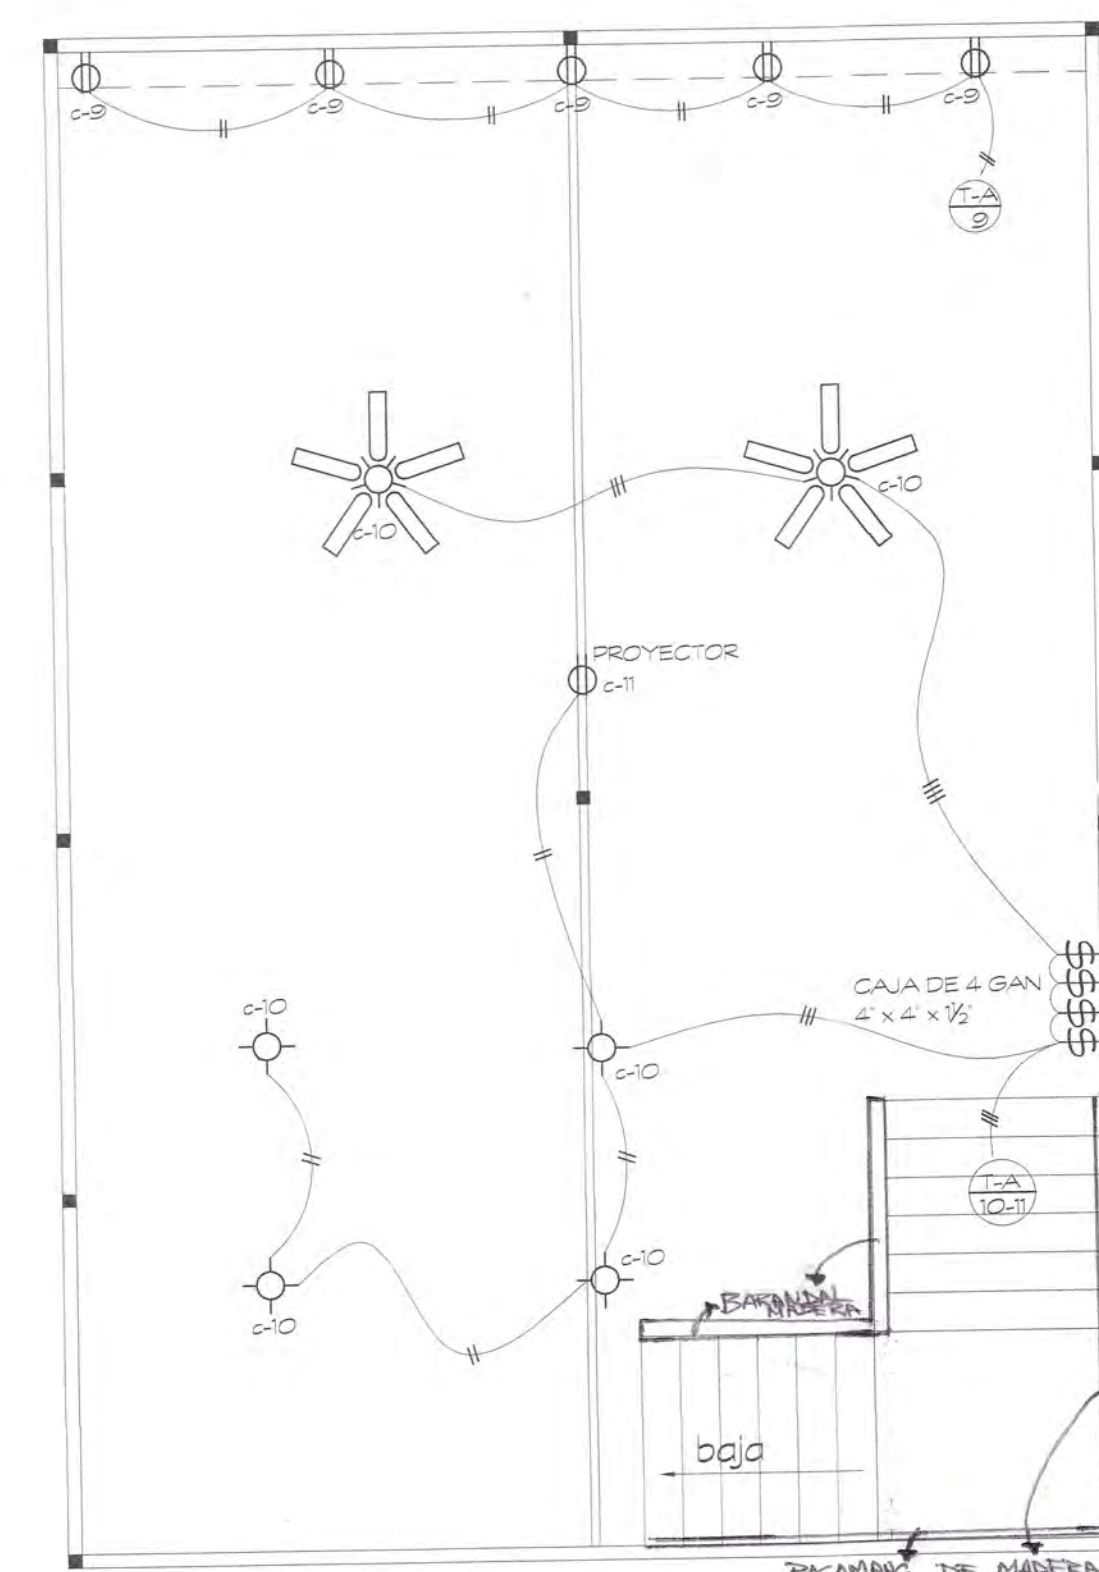 c-9
c-9
c-9
c-9
c-9
T-A
9
c-10
c-10
PROYECTOR
c-11
CAJA DE 4 GAN
4" x 4" x 1½"
$
$
$
$
c-10
c-10
T-A
10-11
c-10
c-10
BARANDAL
MADERA
baja
DE MADERA